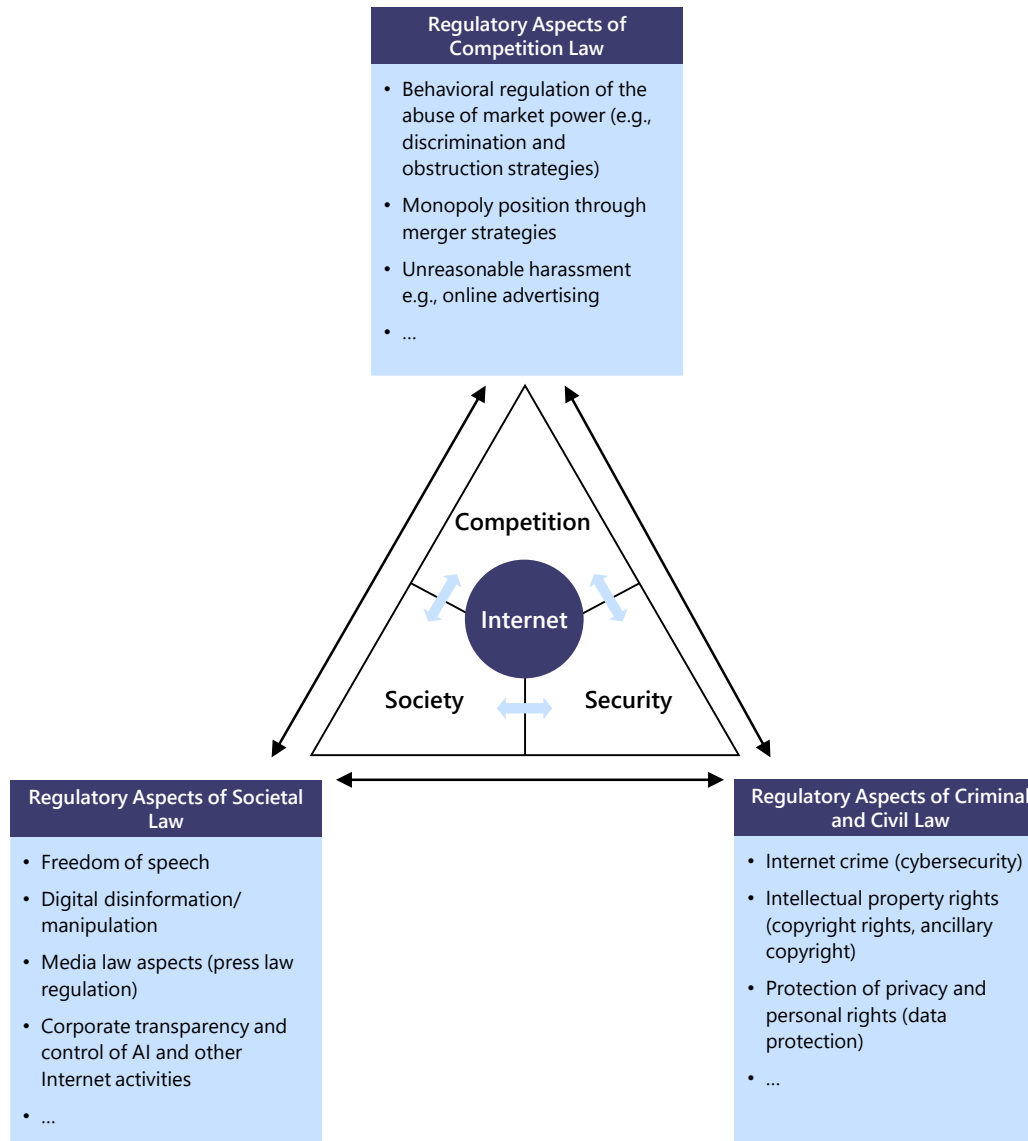 Regulatory Aspects of
Competition Law
• Behavioral regulation of the
abuse of market power (e.g.,
discrimination and
obstruction strategies)
• Monopoly position through
merger strategies
• Unreasonable harassment
e.g., online advertising
• ...
Competition
Internet
Society
Security
Regulatory Aspects of Societal
Law
• Freedom of speech
• Digital disinformation/
manipulation
• Media law aspects (press law
regulation)
• Corporate transparency and
control of AI and other
Internet activities
• ...
Regulatory Aspects of Criminal
and Civil Law
• Internet crime (cybersecurity)
• Intellectual property rights
(copyright rights, ancillary
copyright)
• Protection of privacy and
personal rights (data
protection)
• ...